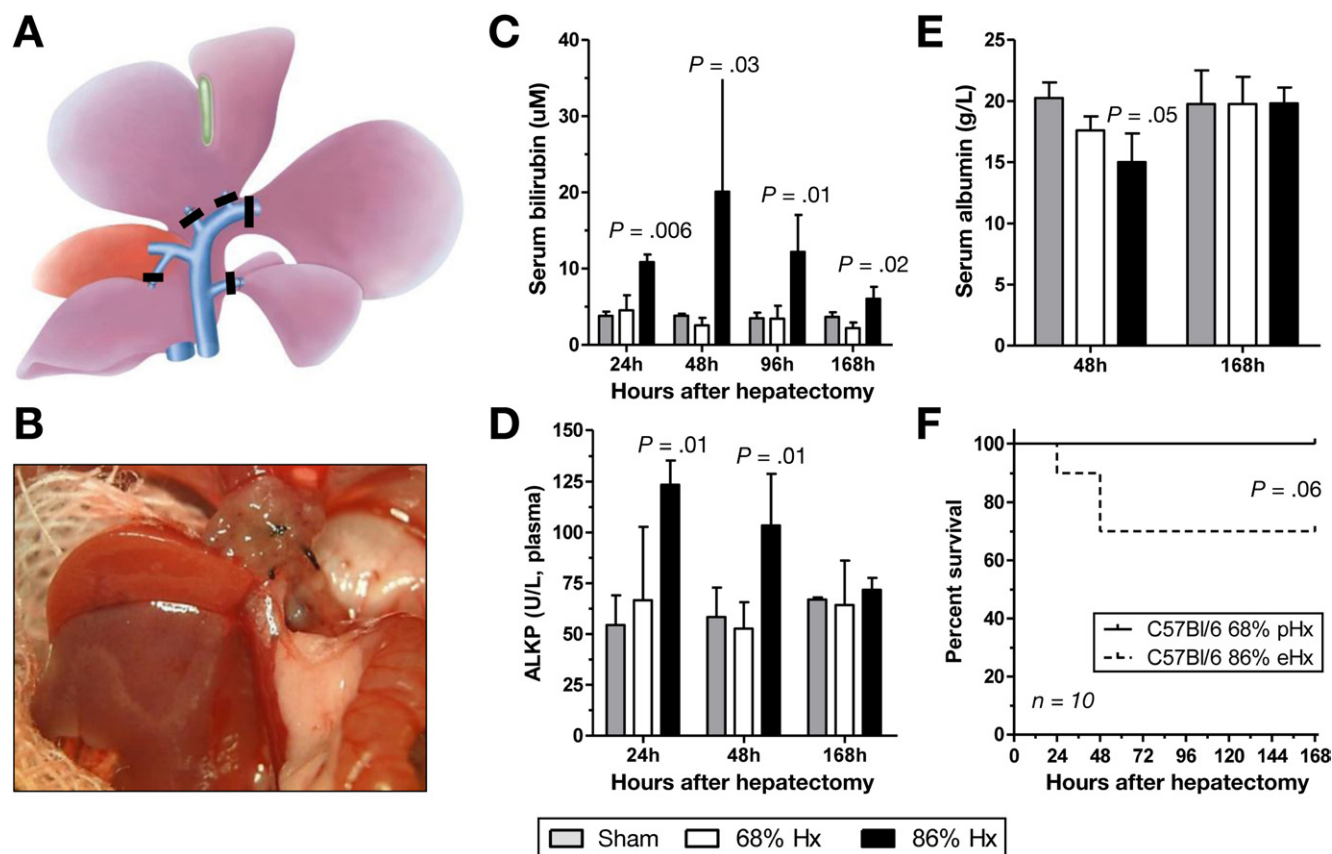 A
B
C
Serum bilirubin (uM)
40
30
20
10
0
P = .006
P = .03
P = .01
P = .02
24h 48h 96h 168h
Hours after hepatectomy
D
ALKP (U/L, plasma)
150
125
100
75
50
25
0
P = .01
P = .01
24h 48h 168h
Hours after hepatectomy
E
Serum albumin (g/L)
25
20
15
10
5
0
P = .05
48h 168h
F
Percent survival
100
80
60
40
20
0
P = .06
C57Bl/6 68% pHx
C57Bl/6 86% eHx
n = 10
0 24 48 72 96 120 144 168
Hours after hepatectomy
Sham 68% Hx 86% Hx